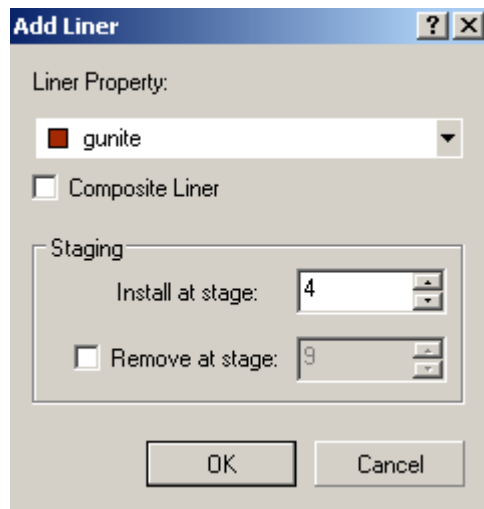 Add Liner
Liner Property:
gunite
Composite Liner
Staging
Install at stage: 4
Remove at stage: 9
OK Cancel